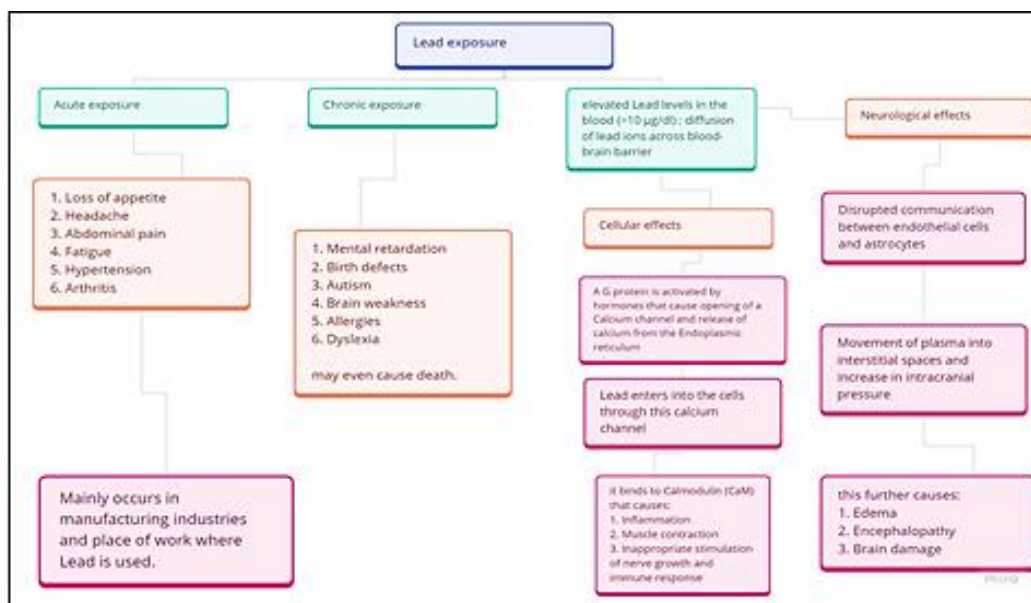 Lead exposure
Acute exposure
1. Loss of appetite
2. Headache
3. Abdominal pain
4. Fatigue
5. Hypertension
6. Arthritis
Mainly occurs in
manufacturing industries
and place of work where
Lead is used.
Chronic exposure
1. Mental retardation
2. Birth defects
3. Autism
4. Brain weakness
5. Allergies
6. Dyslexia
may even cause death.
elevated Lead levels in the
blood (>10 µg/dl) ; diffusion
of lead ions across blood-
brain barrier
Cellular effects
A G protein is activated by
hormones that cause opening of a
Calcium channel and release of
calcium from the Endoplasmic
reticulum
Lead enters into the cells
through this calcium
channel
it binds to Calmodulin (CaM)
that causes:
1. Inflammation
2. Muscle contraction
3. Inappropriate stimulation
of nerve growth and
immune response
Neurological effects
Disrupted communication
between endothelial cells
and astrocytes
Movement of plasma into
interstitial spaces and
increase in intracranial
pressure
this further causes:
1. Edema
2. Encephalopathy
3. Brain damage